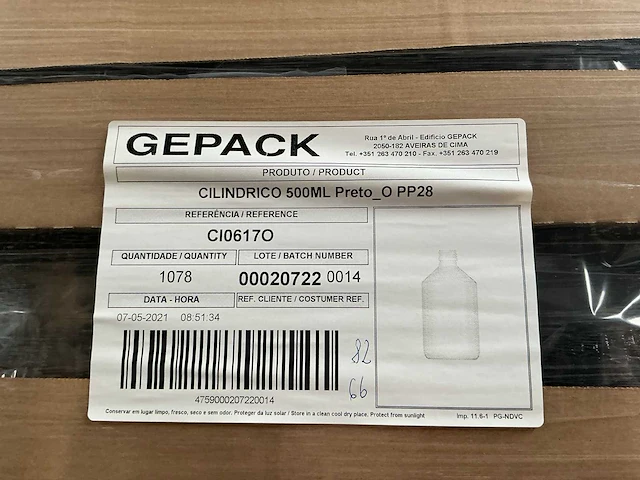 GEPACK
Rua 1º de Abril - Edificio GEPACK
2050-182 AVEIRAS DE CIMA
Tel. +351 263 470 210 - Fax. +351 263 470 219
PRODUTO / PRODUCT
CILINDRICO 500ML Preto_O PP28
REFERÊNCIA / REFERENCE
CI0617O
QUANTIDADE / QUANTITY
LOTE / BATCH NUMBER
1078
00020722 0014
DATA - HORA
REF. CLIENTE / COSTUMER REF.
07-05-2021 08:51:34
82
66
4759000207220014
Conservar em lugar limpo, fresco, seco e sem odor. Proteger da luz solar / Store in a clean cool dry place, Protect from sunlight
Imp. 11.6-1 PG-NDVC